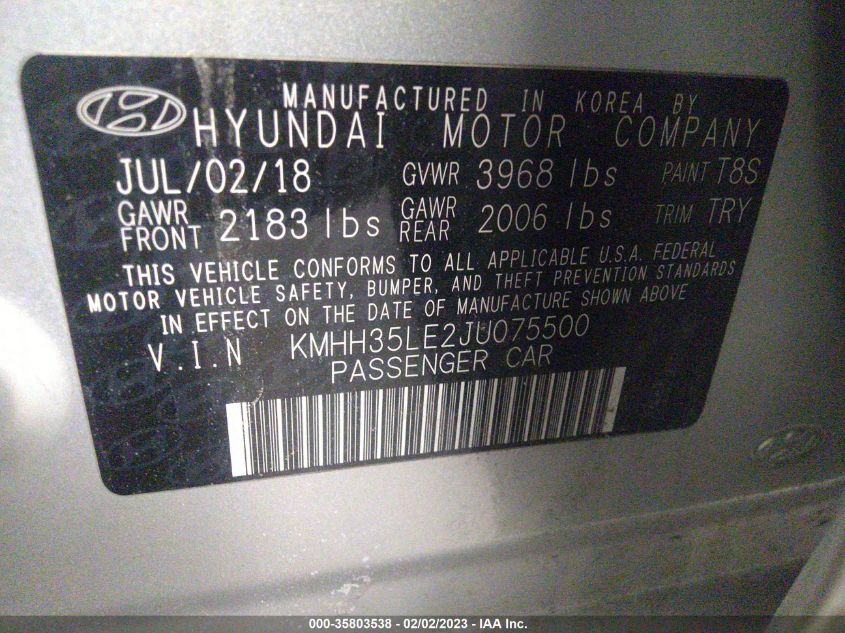 MANUFACTURED IN KOREA BY
HYUNDAI MOTOR COMPANY
JUL/02/18 GVWR 3968 lbs PAINT T8S
GAWR FRONT 2183 lbs GAWR REAR 2006 lbs TRIM TRY
THIS VEHICLE CONFORMS TO ALL APPLICABLE U.S.A. FEDERAL
MOTOR VEHICLE SAFETY, BUMPER, AND THEFT PREVENTION STANDARDS
IN EFFECT ON THE DATE OF MANUFACTURE SHOWN ABOVE
V.I.N KMHH35LE2JU075500
PASSENGER CAR
000-35803538 - 02/02/2023 - IAA Inc.